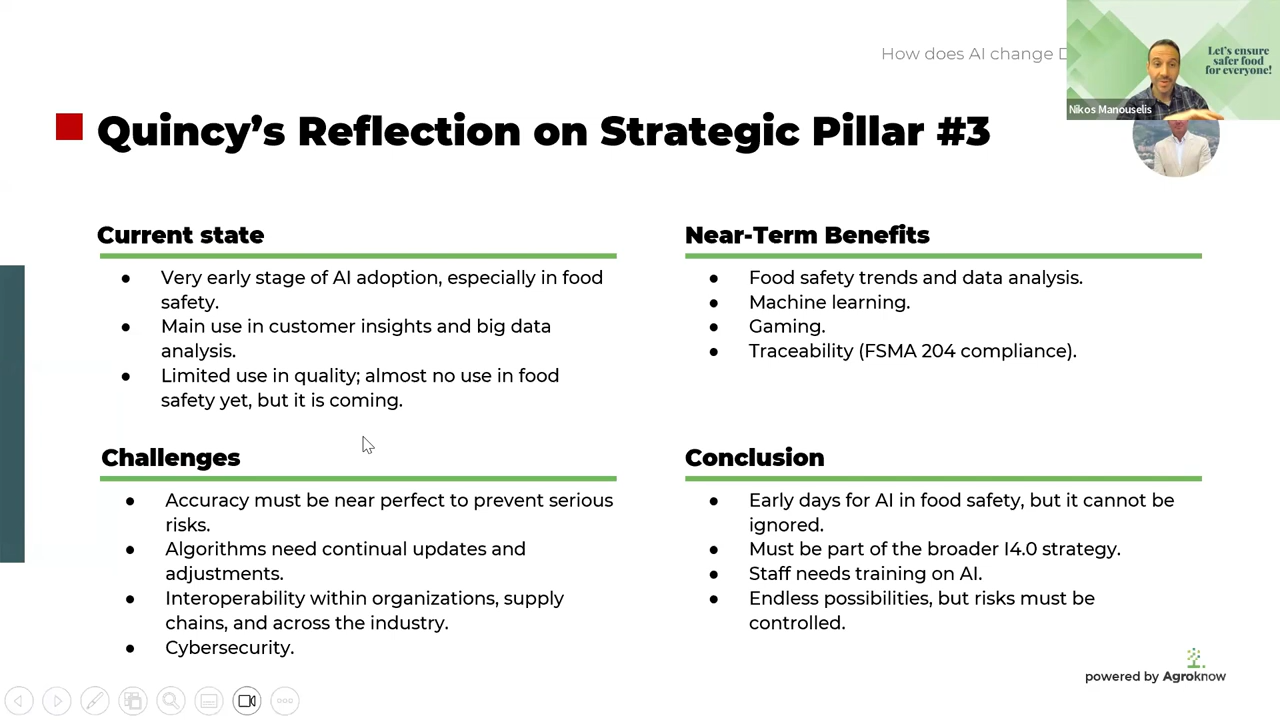 How does AI change D
Let's ensure
safer food
for everyone!
Nikos Manouselis
Quincy's Reflection on Strategic Pillar #3
Current state
● Very early stage of AI adoption, especially in food
safety.
● Main use in customer insights and big data
analysis.
● Limited use in quality; almost no use in food
safety yet, but it is coming.
Near-Term Benefits
● Food safety trends and data analysis.
● Machine learning.
● Gaming.
● Traceability (FSMA 204 compliance).
Challenges
● Accuracy must be near perfect to prevent serious
risks.
● Algorithms need continual updates and
adjustments.
● Interoperability within organizations, supply
chains, and across the industry.
● Cybersecurity.
Conclusion
● Early days for AI in food safety, but it cannot be
ignored.
● Must be part of the broader I4.0 strategy.
● Staff needs training on AI.
● Endless possibilities, but risks must be
controlled.
powered by Agroknow